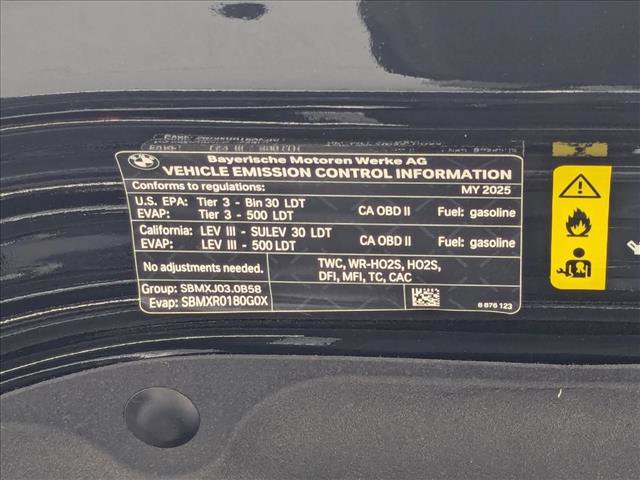 BMW
Bayerische Motoren Werke AG
VEHICLE EMISSION CONTROL INFORMATION
Conforms to regulations: MY 2025
U.S. EPA: Tier 3 - Bin 30 LDT
EVAP: Tier 3 - 500 LDT CA OBD II Fuel: gasoline
California: LEV III - SULEV 30 LDT
EVAP: LEV III - 500 LDT CA OBD II Fuel: gasoline
No adjustments needed. TWC, WR-HO2S, HO2S,
DFI, MFI, TC, CAC
Group: SBMXJ03.0B58
Evap: SBMXR0180G0X 8 876 123